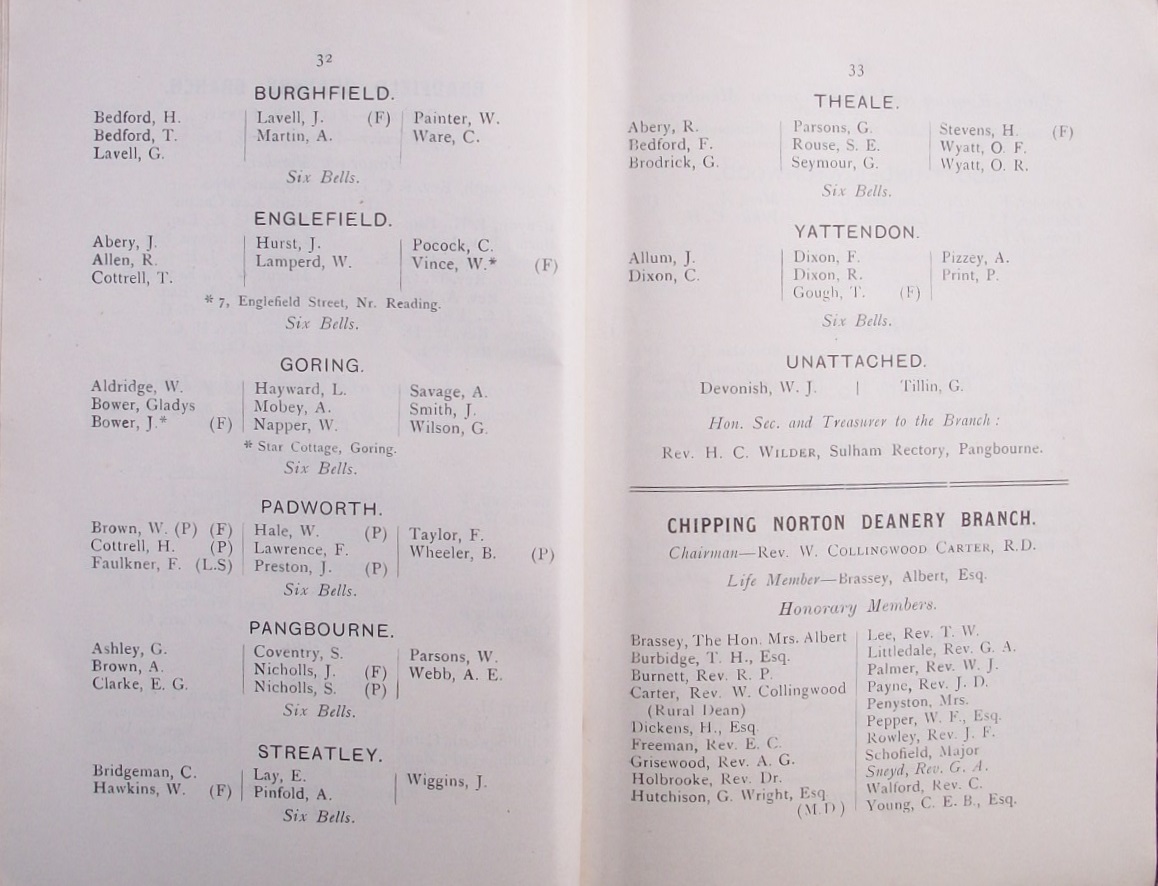 32
BURGHFIELD.
Bedford, H. | Lavell, J. (F) | Painter, W.
Bedford, T. | Martin, A. | Ware, C.
Lavell, G.
Six Bells.
ENGLEFIELD.
Abery, J. | Hurst, J. | Pocock, C.
Allen, R. | Lamperd, W. | Vince, W.* (F)
Cottrell, T.
* 7, Englefield Street, Nr. Reading.
Six Bells.
GORING.
Aldridge, W. | Hayward, L. | Savage, A.
Bower, Gladys | Mobey, A. | Smith, J.
Bower, J.* (F) | Napper, W. | Wilson, G.
* Star Cottage, Goring.
Six Bells.
PADWORTH.
Brown, W. (P) (F) | Hale, W. (P) | Taylor, F.
Cottrell, H. (P) | Lawrence, F. | Wheeler, B. (P)
Faulkner, F. (L.S) | Preston, J. (P)
Six Bells.
PANGBOURNE.
Ashley, G. | Coventry, S. | Parsons, W.
Brown, A. | Nicholls, J. (F) | Webb, A. E.
Clarke, E. G. | Nicholls, S. (P)
Six Bells.
STREATLEY.
Bridgeman, C. | Lay, E. | Wiggins, J.
Hawkins, W. (F) | Pinfold, A.
Six Bells.
33
THEALE.
Abery, R. | Parsons, G. | Stevens, H. (F)
Bedford, F. | Rouse, S. E. | Wyatt, O. F.
Brodrick, G. | Seymour, G. | Wyatt, O. R.
Six Bells.
YATTENDON.
Allum, J. | Dixon, F. | Pizzey, A.
Dixon, C. | Dixon, R. | Print, P.
Gough, T. (F)
Six Bells.
UNATTACHED.
Devonish, W. J. | Tillin, G.
Hon. Sec. and Treasurer to the Branch :
Rev. H. C. WILDER, Sulham Rectory, Pangbourne.
CHIPPING NORTON DEANERY BRANCH.
Chairman—Rev. W. COLLINGWOOD CARTER, R.D.
Life Member—Brassey, Albert, Esq.
Honorary Members.
Brassey, The Hon. Mrs. Albert
Burbidge, T. H., Esq.
Burnett, Rev. R. P.
Carter, Rev. W. Collingwood
(Rural Dean)
Dickens, H., Esq.
Freeman, Rev. E. C.
Grisewood, Rev. A. G.
Holbrooke, Rev. Dr.
Hutchison, G. Wright, Esq
(M.D)
Lee, Rev. T. W.
Littledale, Rev. G. A.
Palmer, Rev. W. J.
Payne, Rev. J. D.
Penyston, Mrs.
Pepper, W. F., Esq.
Rowley, Rev. J. F.
Schofield, Major
Sneyd, Rev. G. A.
Walford, Rev. C.
Young, C. E. B., Esq.